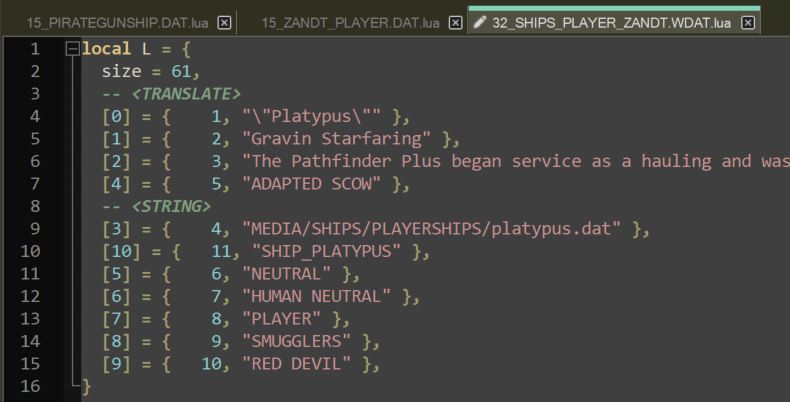 15_PIRATEGUNSHIP.DAT.lua 15_ZANDT_PLAYER.DAT.lua 32_SHIPS_PLAYER_ZANDT.WDAT.lua
1 local L = {
2 size = 61,
3 -- <TRANSLATE>
4 [0] = { 1, "\"Platypus\"" },
5 [1] = { 2, "Gravin Starfaring" },
6 [2] = { 3, "The Pathfinder Plus began service as a hauling and was
7 [4] = { 5, "ADAPTED SCOW" },
8 -- <STRING>
9 [3] = { 4, "MEDIA/SHIPS/PLAYERSHIPS/platypus.dat" },
10 [10] = { 11, "SHIP_PLATYPUS" },
11 [5] = { 6, "NEUTRAL" },
12 [6] = { 7, "HUMAN NEUTRAL" },
13 [7] = { 8, "PLAYER" },
14 [8] = { 9, "SMUGGLERS" },
15 [9] = { 10, "RED DEVIL" },
16 }